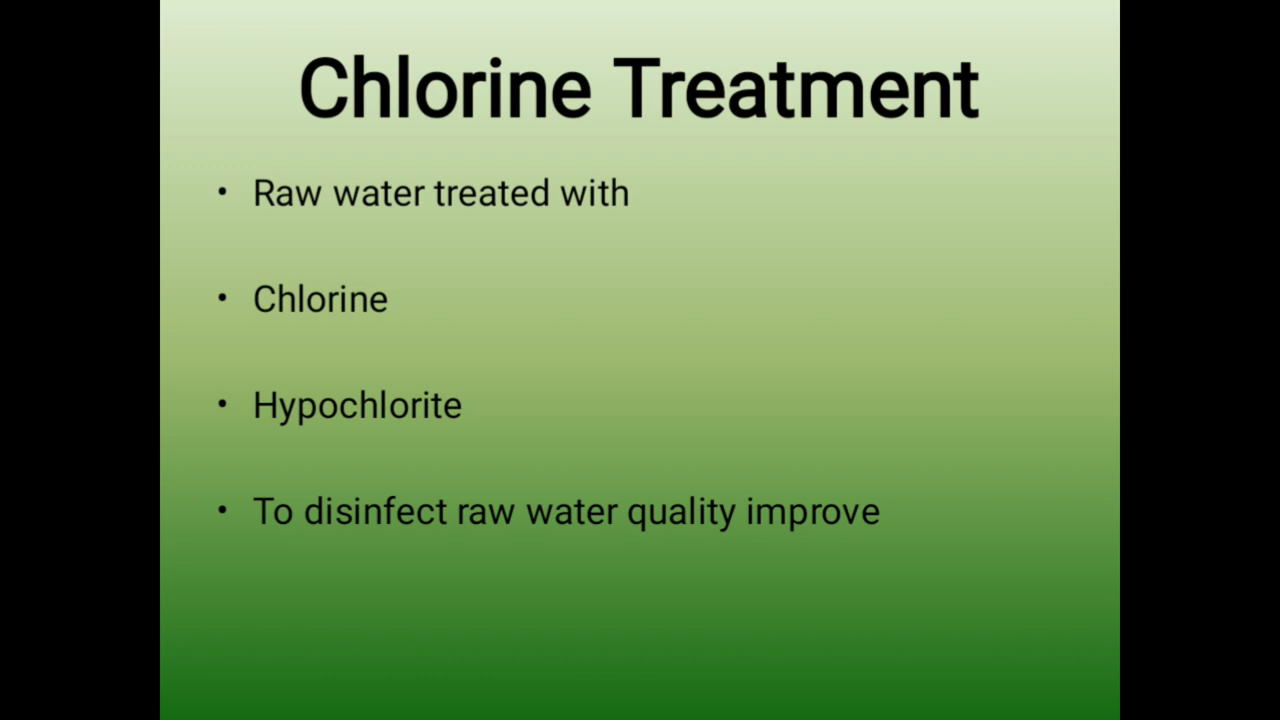 Chlorine Treatment
• Raw water treated with
• Chlorine
• Hypochlorite
• To disinfect raw water quality improve